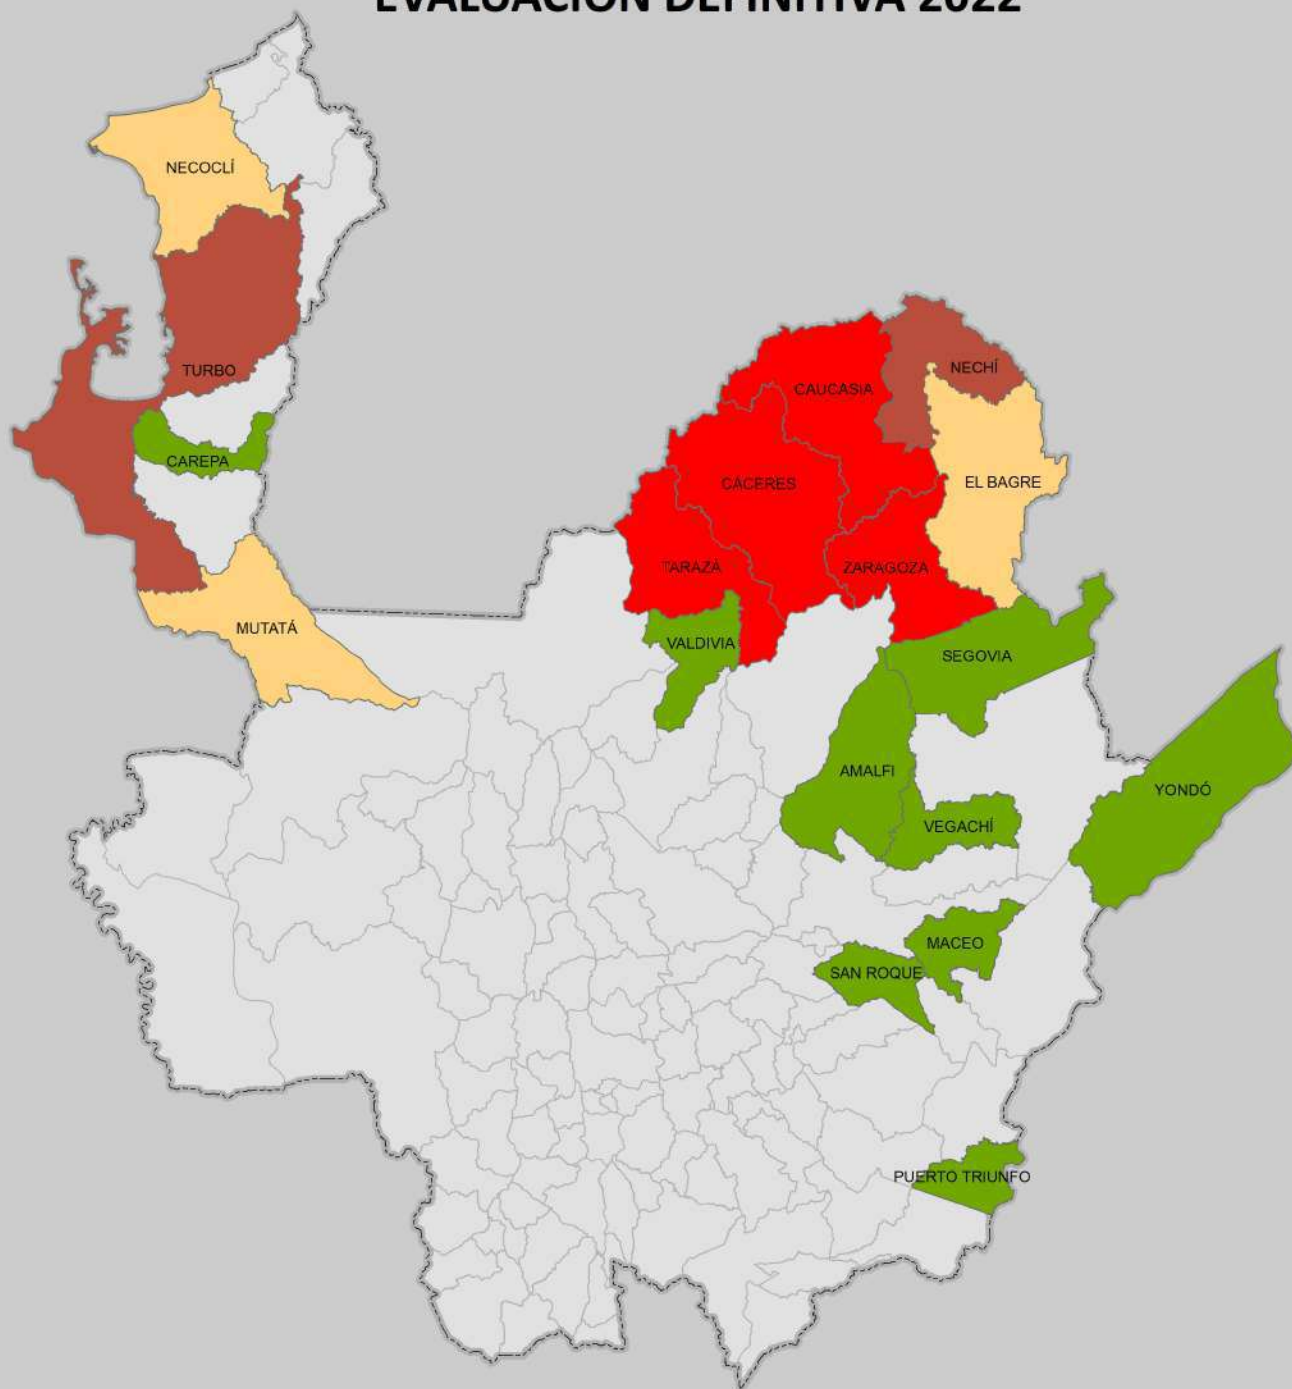 EVALUACIÓN DEFINITIVA 2022
NECOCLÍ
TURBO
NECHÍ
CAUCASIA
CAREPA
CÁCERES
EL BAGRE
TARAZÁ
ZARAGOZA
MUTATÁ
VALDIVIA
SEGOVIA
AMALFI
YONDÓ
VEGACHÍ
MACEO
SAN ROQUE
PUERTO TRIUNFO